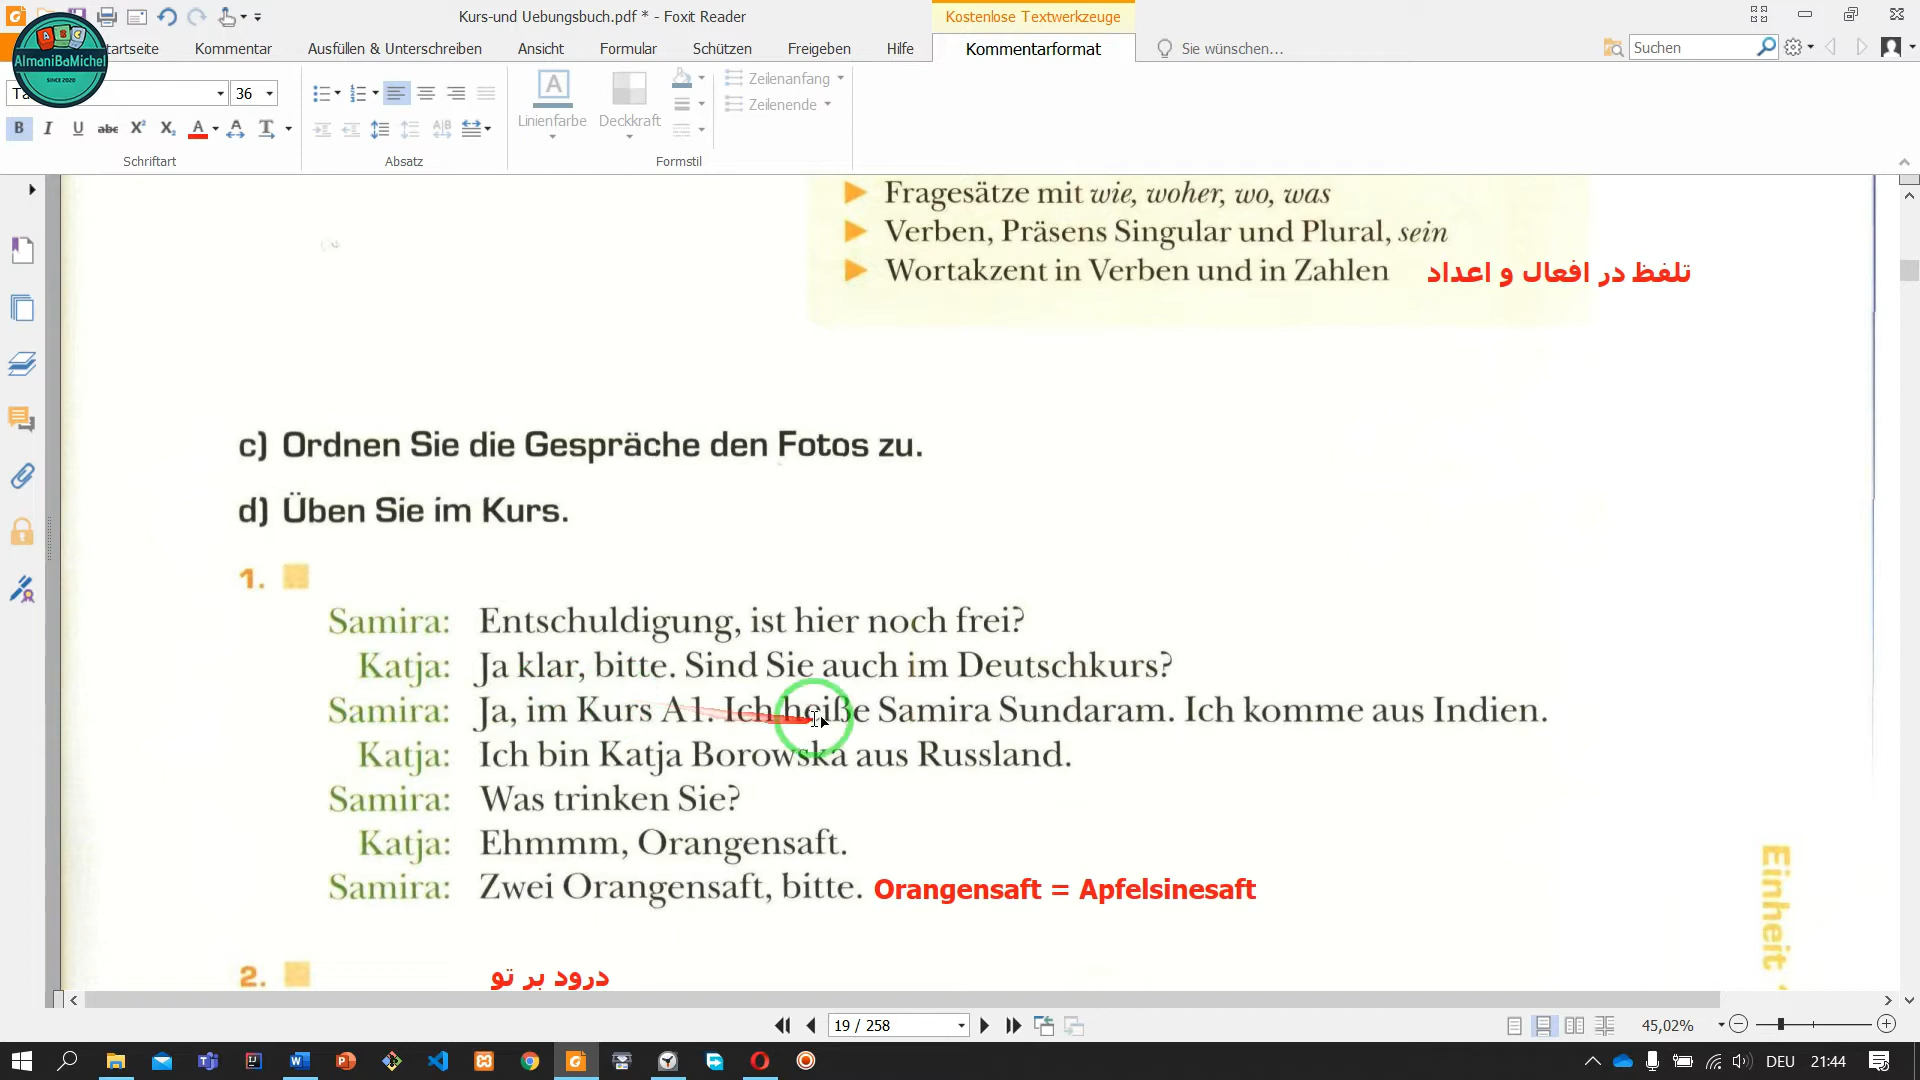 Kurs-und Uebungsbuch.pdf * - Foxit Reader
Kostenlose Textwerkzeuge
ABC
AlmaniBaMichel
SINCE 2020
tartseite Kommentar Ausfüllen & Unterschreiben Ansicht Formular Schützen Freigeben Hilfe Kommentarformat Sie wünschen... Suchen
Ta 36 Zeilenanfang
Linienfarbe Deckkraft Zeilenende
Schriftart Absatz Formstil
Fragesätze mit wie, woher, wo, was
Verben, Präsens Singular und Plural, sein
Wortakzent in Verben und in Zahlen تلفظ در افعال و اعداد
c) Ordnen Sie die Gespräche den Fotos zu.
d) Üben Sie im Kurs.
1.
Samira: Entschuldigung, ist hier noch frei?
Katja: Ja klar, bitte. Sind Sie auch im Deutschkurs?
Samira: Ja, im Kurs A1. Ich heiße Samira Sundaram. Ich komme aus Indien.
Katja: Ich bin Katja Borowska aus Russland.
Samira: Was trinken Sie?
Katja: Ehmmm, Orangensaft.
Samira: Zwei Orangensaft, bitte. Orangensaft = Apfelsinesaft
Einheit
2. درود بر تو
19 / 258 45,02%
DEU 21:44